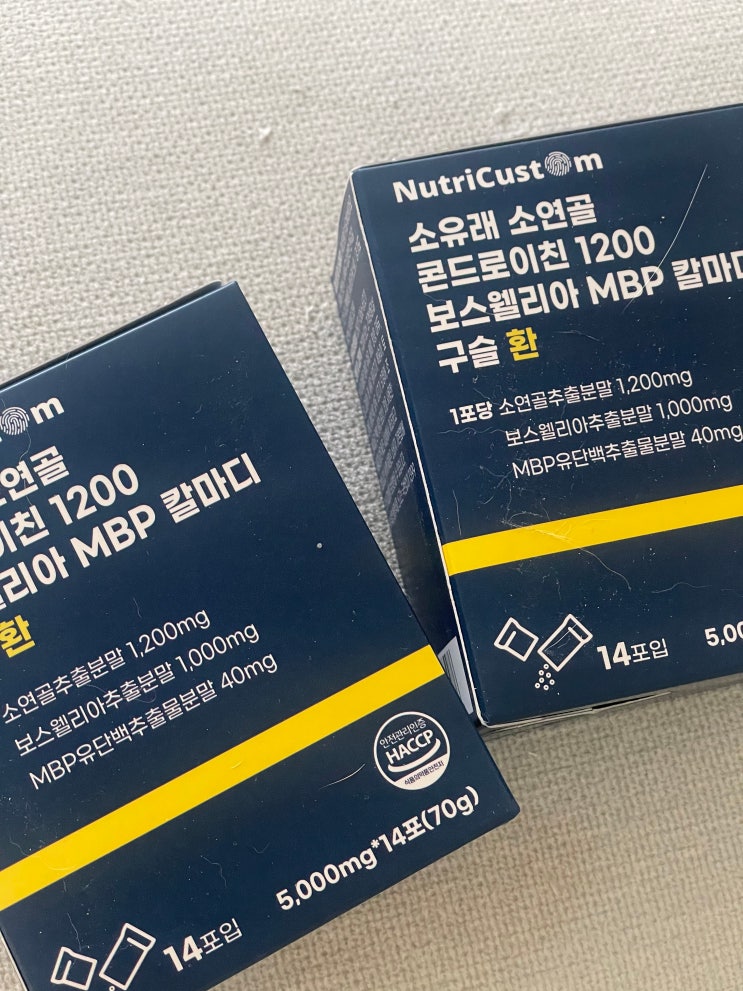 NutriCustom
소유래 소연골
콘드로이친 1200
보스웰리아 MBP 칼마디
구슬 환
1포당 소연골추출분말 1,200mg
보스웰리아추출분말 1,000mg
MBP유단백추출물분말 40mg
14포입
5,00
om
소연골
이친 1200
리아 MBP 칼마디
환
소연골추출분말 1,200mg
보스웰리아추출분말 1,000mg
MBP유단백추출물분말 40mg
안전관리인증
HACCP
식품의약품안전처
5,000mg*14포(70g)
14포입